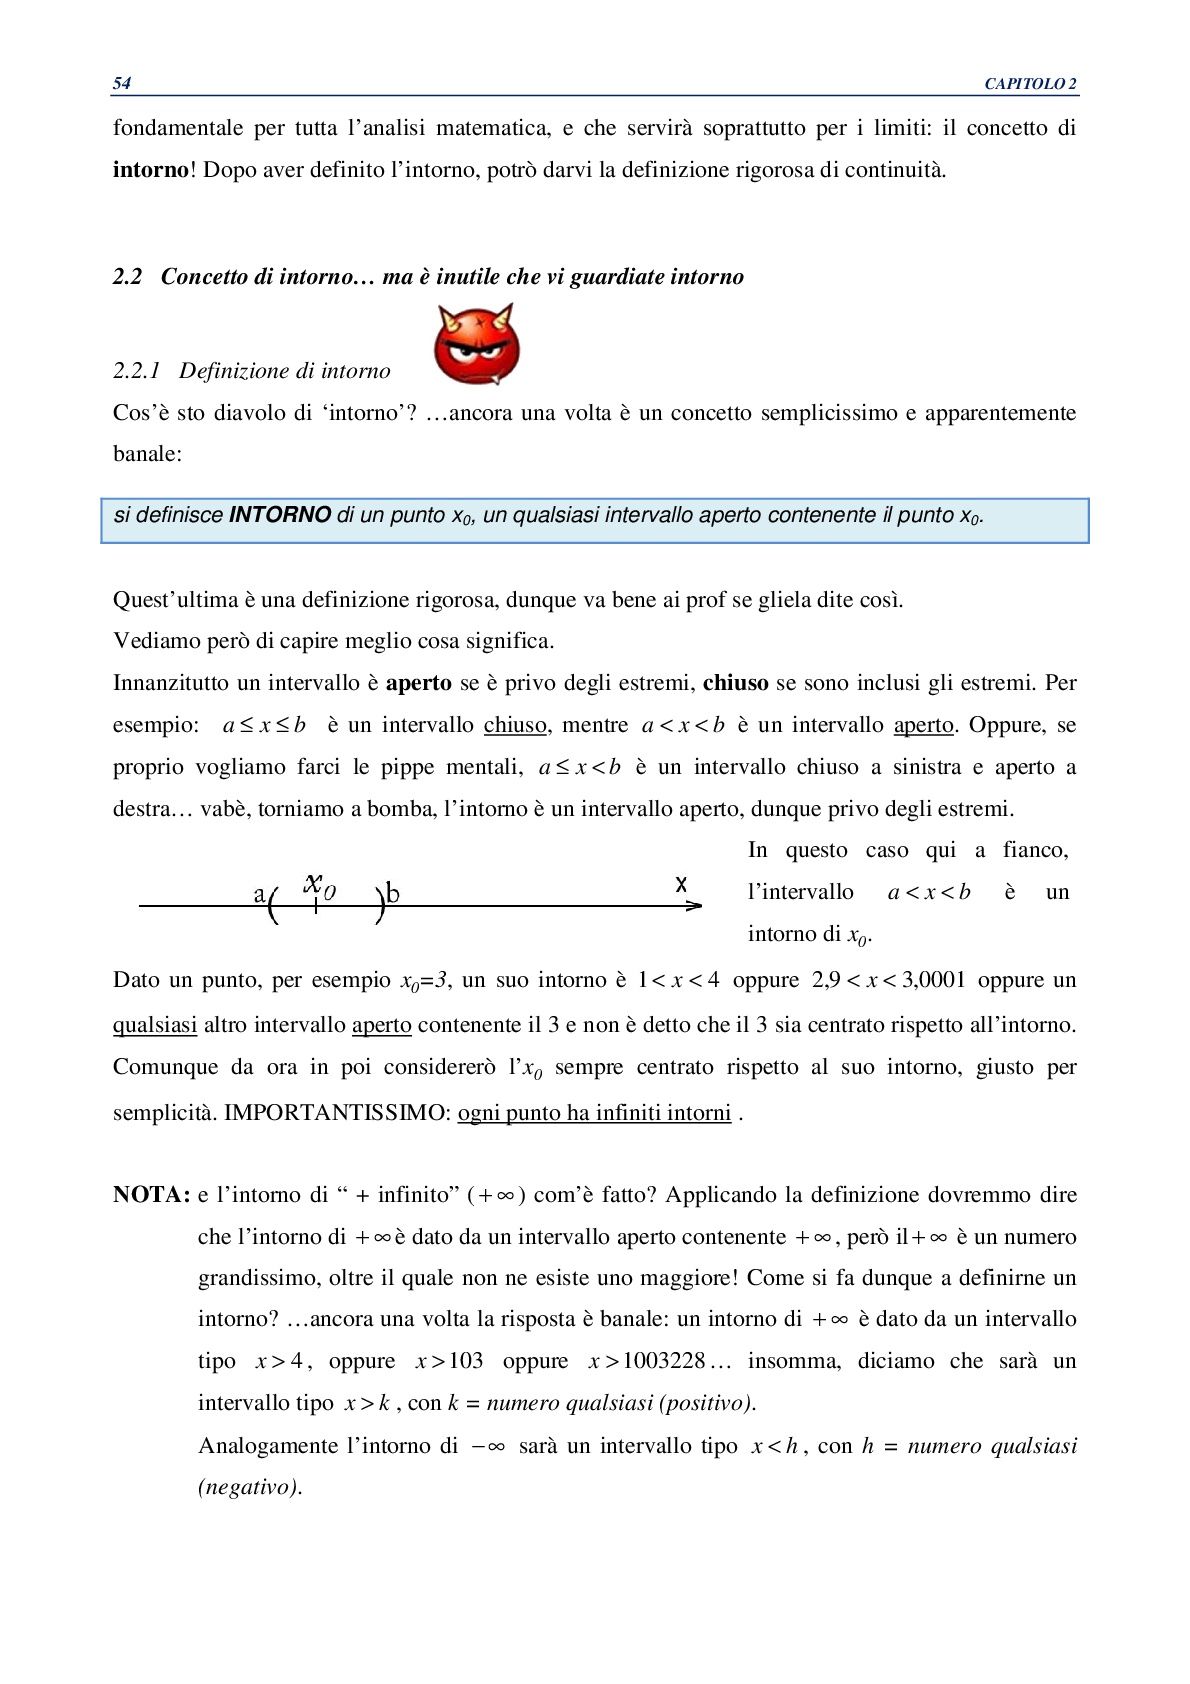 54 CAPITOLO 2
fondamentale per tutta l’analisi matematica, e che servirà soprattutto per i limiti: il concetto di
intorno! Dopo aver definito l’intorno, potrò darvi la definizione rigorosa di continuità.
2.2 Concetto di intorno… ma è inutile che vi guardiate intorno
2.2.1 Definizione di intorno
Cos’è sto diavolo di ‘intorno’? …ancora una volta è un concetto semplicissimo e apparentemente
banale:
si definisce INTORNO di un punto x₀, un qualsiasi intervallo aperto contenente il punto x₀.
Quest’ultima è una definizione rigorosa, dunque va bene ai prof se gliela dite così.
Vediamo però di capire meglio cosa significa.
Innanzitutto un intervallo è aperto se è privo degli estremi, chiuso se sono inclusi gli estremi. Per
esempio: a ≤ x ≤ b è un intervallo chiuso, mentre a < x < b è un intervallo aperto. Oppure, se
proprio vogliamo farci le pippe mentali, a ≤ x < b è un intervallo chiuso a sinistra e aperto a
destra… vabè, torniamo a bomba, l’intorno è un intervallo aperto, dunque privo degli estremi.
a( x₀ )b x
In questo caso qui a fianco,
l’intervallo a < x < b è un
intorno di x₀.
Dato un punto, per esempio x₀=3, un suo intorno è 1 < x < 4 oppure 2,9 < x < 3,0001 oppure un
qualsiasi altro intervallo aperto contenente il 3 e non è detto che il 3 sia centrato rispetto all’intorno.
Comunque da ora in poi considererò l’x₀ sempre centrato rispetto al suo intorno, giusto per
semplicità. IMPORTANTISSIMO: ogni punto ha infiniti intorni .
NOTA: e l’intorno di “ + infinito” (+∞) com’è fatto? Applicando la definizione dovremmo dire
che l’intorno di +∞ è dato da un intervallo aperto contenente +∞, però il +∞ è un numero
grandissimo, oltre il quale non ne esiste uno maggiore! Come si fa dunque a definirne un
intorno? …ancora una volta la risposta è banale: un intorno di +∞ è dato da un intervallo
tipo x > 4, oppure x > 103 oppure x > 1003228… insomma, diciamo che sarà un
intervallo tipo x > k , con k = numero qualsiasi (positivo).
Analogamente l’intorno di −∞ sarà un intervallo tipo x < h, con h = numero qualsiasi
(negativo).